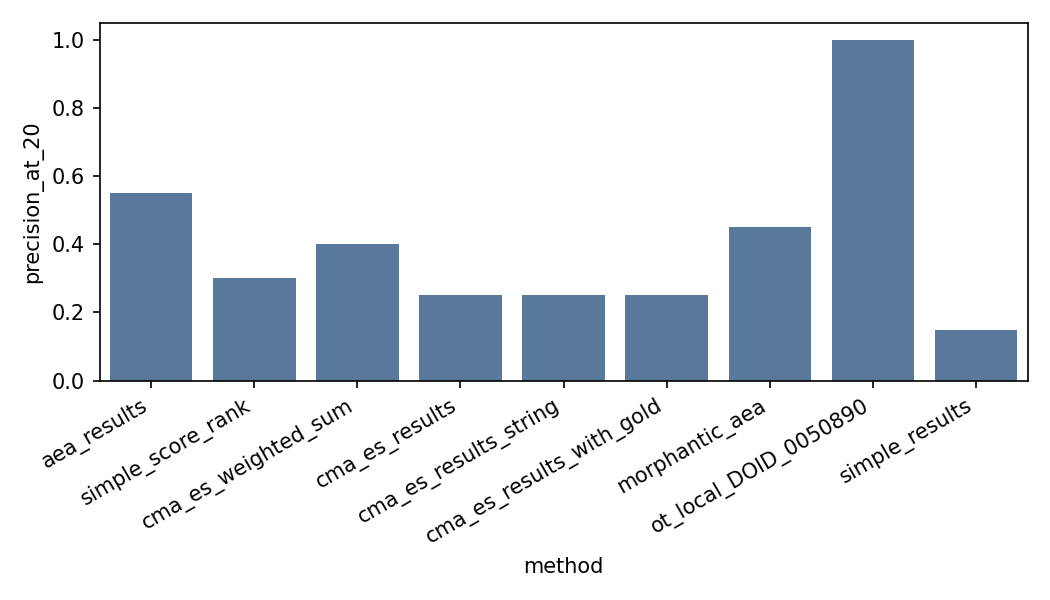 precision_at_20
1.0
0.8
0.6
0.4
0.2
0.0
aea_results
simple_score_rank
cma_es_weighted_sum
cma_es_results
cma_es_results_string
cma_es_results_with_gold
morphantic_aea
ot_local_DOID_0050890
simple_results
method